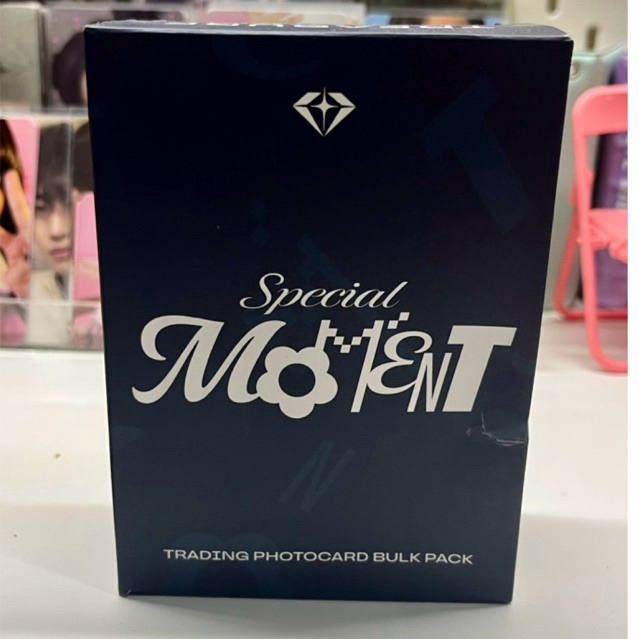 Special
MOMENT
TRADING PHOTOCARD BULK PACK